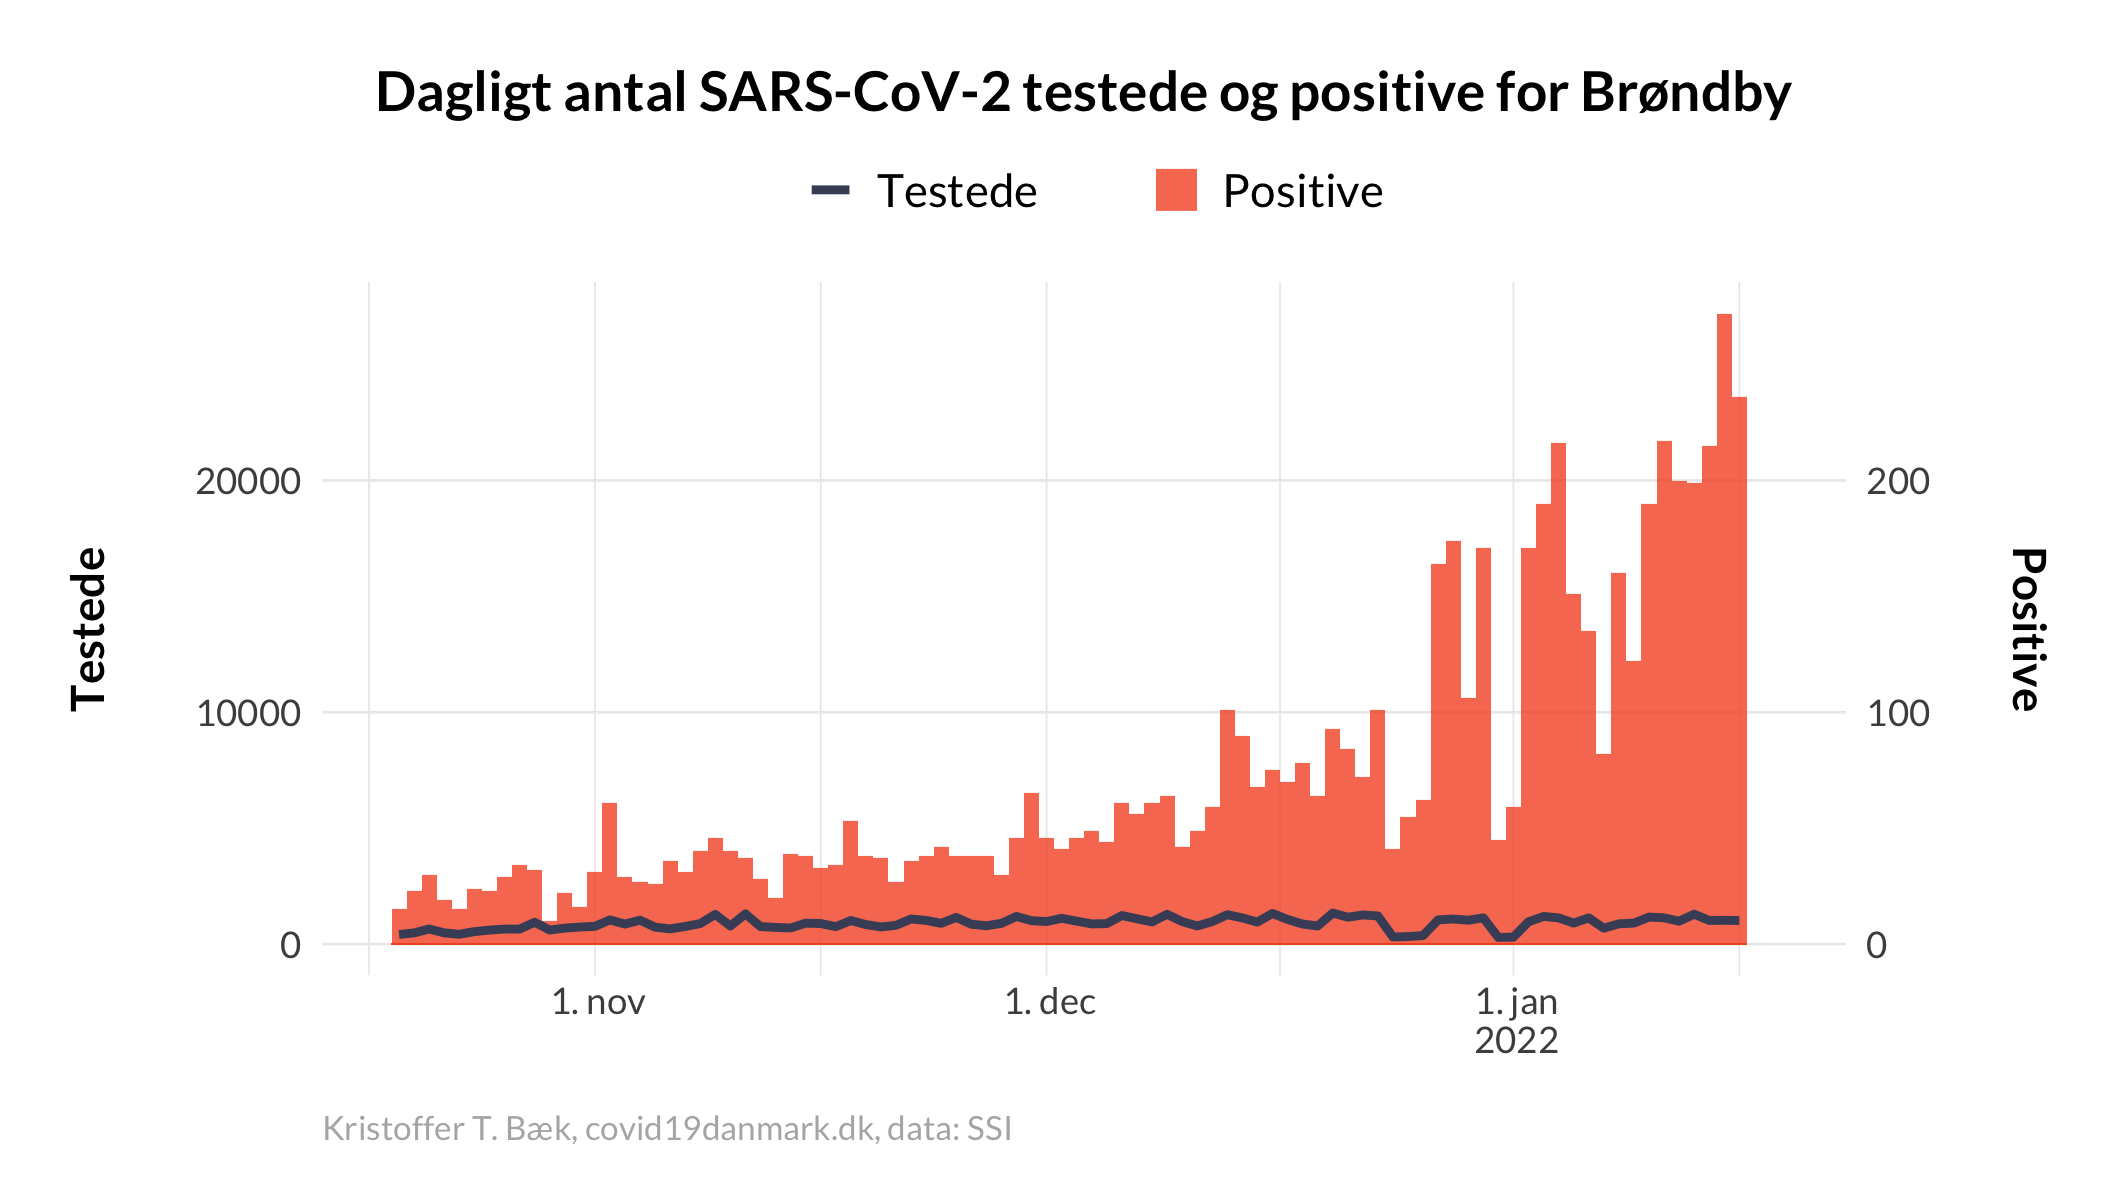 Dagligt antal SARS-CoV-2 testede og positive for Brøndby
Testede
Positive
20000
10000
0
Testede
200
100
0
Positive
1. nov
1. dec
1. jan
2022
Kristoffer T. Bæk, covid19danmark.dk, data: SSI